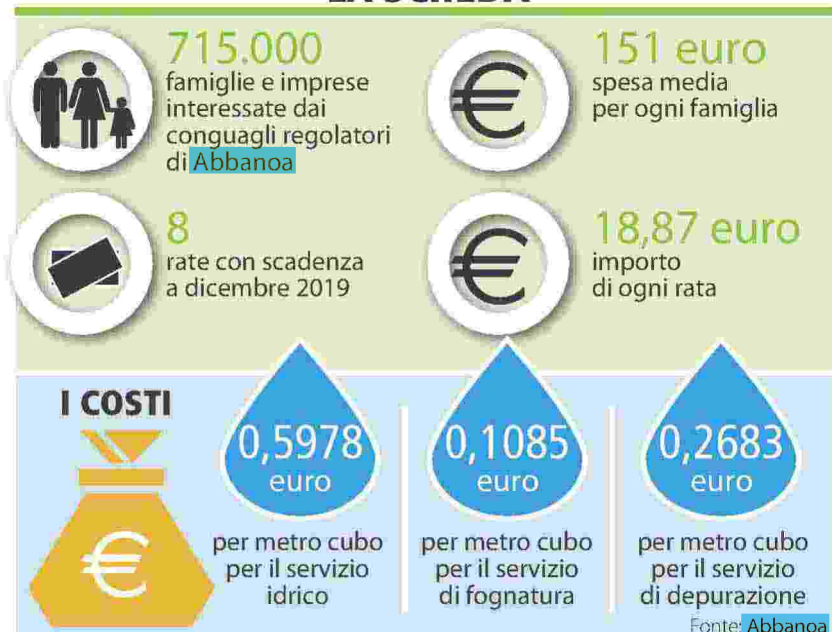 LA SCHEDA
715.000
famiglie e imprese
interessate dai
conguagli regolatori
di Abbanoa
151 euro
spesa media
per ogni famiglia
8
rate con scadenza
a dicembre 2019
18,87 euro
importo
di ogni rata
I COSTI
0,5978
euro
per metro cubo
per il servizio
idrico
0,1085
euro
per metro cubo
per il servizio
di fognatura
0,2683
euro
per metro cubo
per il servizio
di depurazione
Fonte: Abbanoa